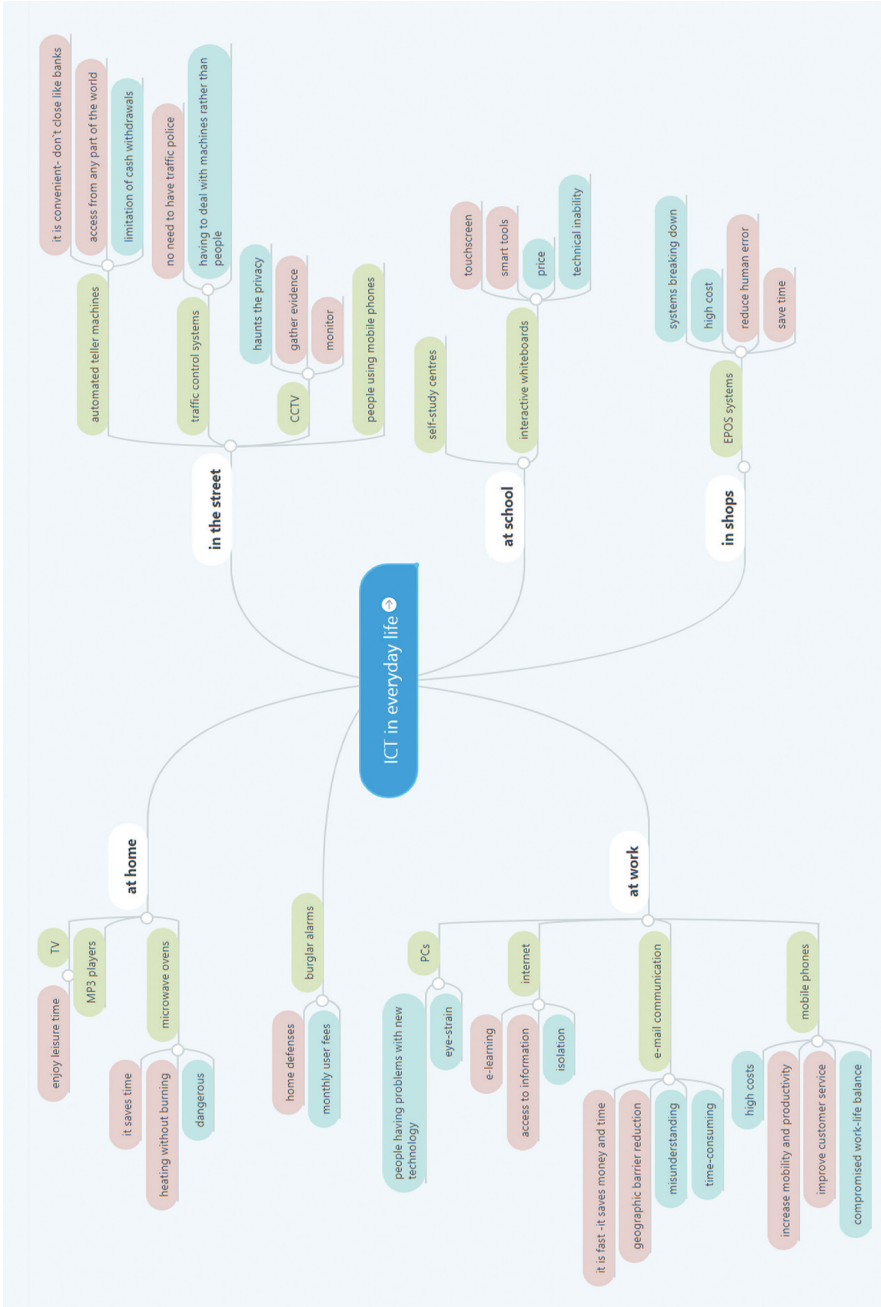 ICT in everyday life
at home
TV
enjoy leisure time
MP3 players
microwave ovens
it saves time
heating without burning
dangerous
burglar alarms
home defenses
monthly user fees
at work
PCs
people having problems with new
technology
eye-strain
internet
e-learning
access to information
isolation
e-mail communication
it is fast -it saves money and time
geographic barrier reduction
misunderstanding
time-consuming
mobile phones
high costs
increase mobility and productivity
improve customer service
compromised work-life balance
in the street
automated teller machines
it is convenient- don`t close like banks
access from any part of the world
limitation of cash withdrawals
traffic control systems
no need to have traffic police
having to deal with machines rather than
people
CCTV
haunts the privacy
gather evidence
monitor
people using mobile phones
at school
self-study centres
interactive whiteboards
touchscreen
smart tools
price
technical inability
in shops
EPOS systems
systems breaking down
high cost
reduce human error
save time